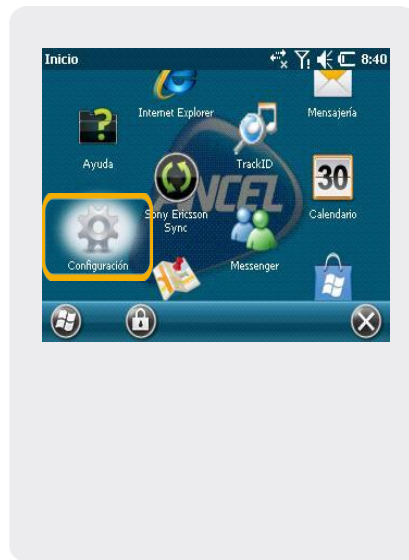 Inicio 8:40
Internet Explorer
Mensajería
Ayuda
TrackID
30
Sony Ericsson
Sync
Calendario
ANCEL
Configuración
Messenger